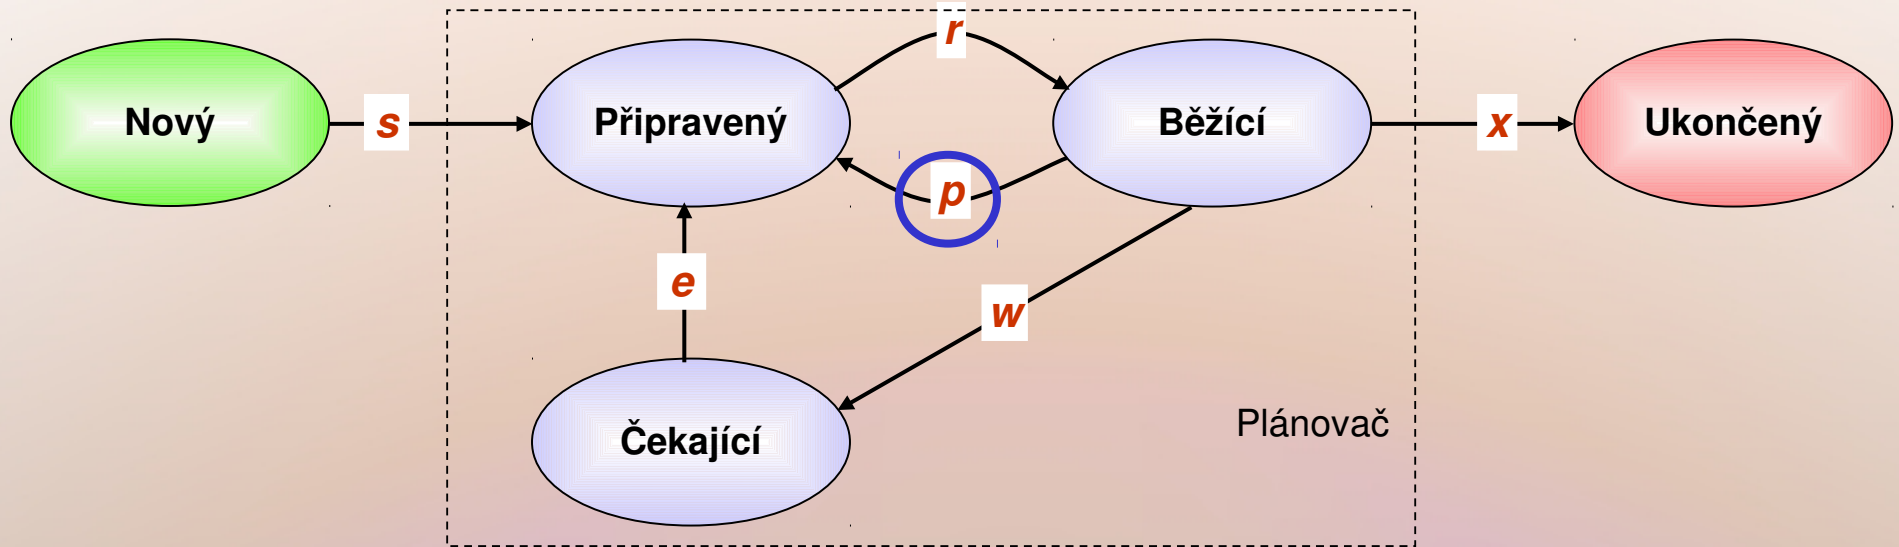 r
Nový
s
Připravený
Běžící
x
Ukončený
p
e
w
Plánovač
Čekající